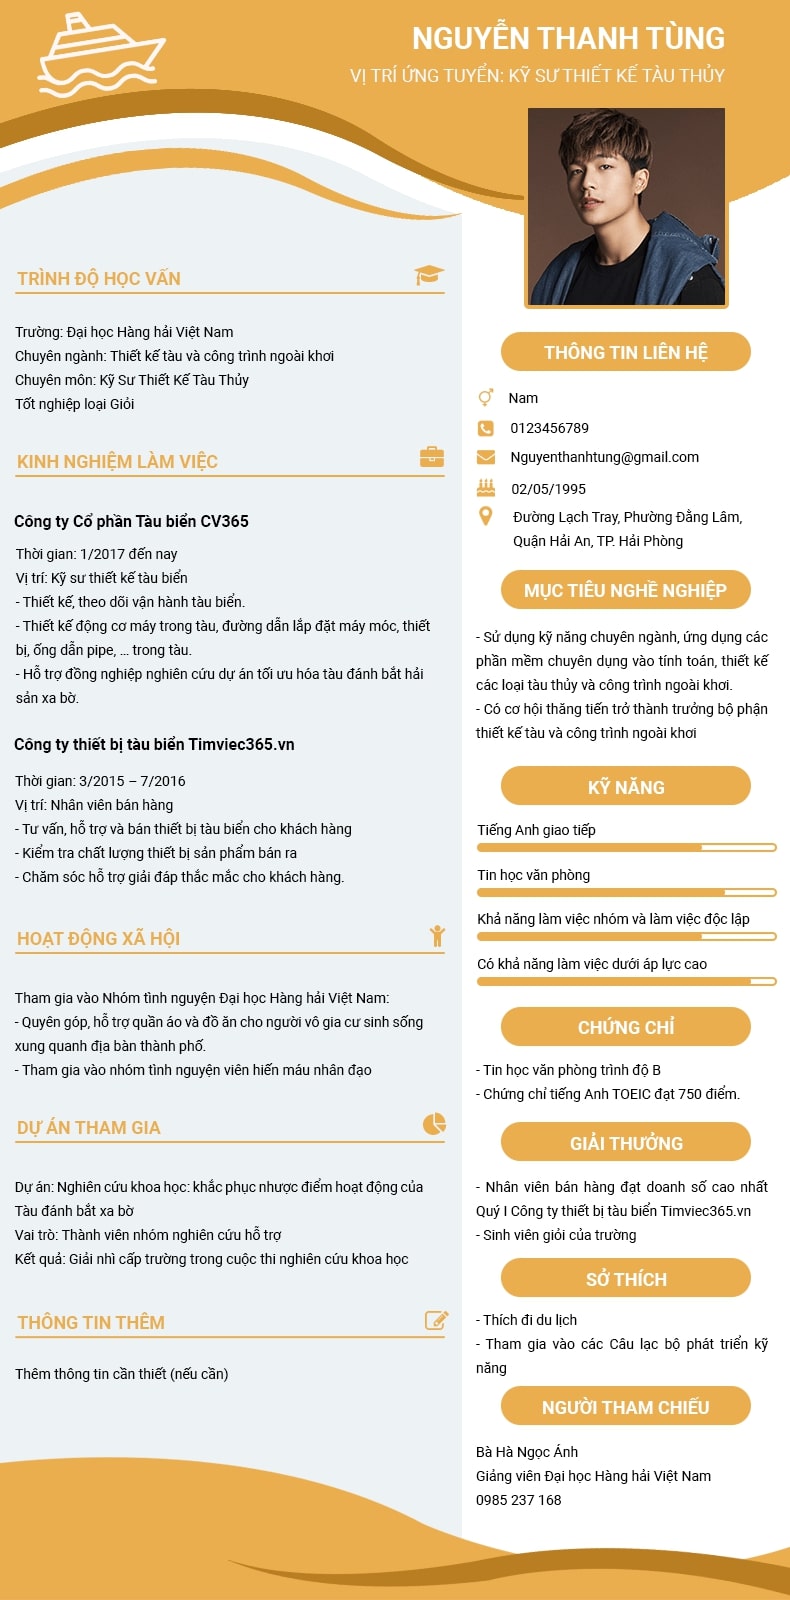 NGUYỄN THANH TÙNG
VỊ TRÍ ỨNG TUYỂN: KỸ SƯ THIẾT KẾ TÀU THỦY
TRÌNH ĐỘ HỌC VẤN
Trường: Đại học Hàng hải Việt Nam
Chuyên ngành: Thiết kế tàu và công trình ngoài khơi
Chuyên môn: Kỹ Sư Thiết Kế Tàu Thủy
Tốt nghiệp loại Giỏi
KINH NGHIỆM LÀM VIỆC
Công ty Cổ phần Tàu biển CV365
Thời gian: 1/2017 đến nay
Vị trí: Kỹ sư thiết kế tàu biển
- Thiết kế, theo dõi vận hành tàu biển.
- Thiết kế động cơ máy trong tàu, đường dẫn lắp đặt máy móc, thiết
bị, ống dẫn pipe, ... trong tàu.
- Hỗ trợ đồng nghiệp nghiên cứu dự án tối ưu hóa tàu đánh bắt hải
sản xa bờ.
Công ty thiết bị tàu biển Timviec365.vn
Thời gian: 3/2015 – 7/2016
Vị trí: Nhân viên bán hàng
- Tư vấn, hỗ trợ và bán thiết bị tàu biển cho khách hàng
- Kiểm tra chất lượng thiết bị sản phẩm bán ra
- Chăm sóc hỗ trợ giải đáp thắc mắc cho khách hàng.
HOẠT ĐỘNG XÃ HỘI
Tham gia vào Nhóm tình nguyện Đại học Hàng hải Việt Nam:
- Quyên góp, hỗ trợ quần áo và đồ ăn cho người vô gia cư sinh sống
xung quanh địa bàn thành phố.
- Tham gia vào nhóm tình nguyện viên hiến máu nhân đạo
DỰ ÁN THAM GIA
Dự án: Nghiên cứu khoa học: khắc phục nhược điểm hoạt động của
Tàu đánh bắt xa bờ
Vai trò: Thành viên nhóm nghiên cứu hỗ trợ
Kết quả: Giải nhì cấp trường trong cuộc thi nghiên cứu khoa học
THÔNG TIN THÊM
Thêm thông tin cần thiết (nếu cần)
THÔNG TIN LIÊN HỆ
Nam
0123456789
Nguyenthanhtung@gmail.com
02/05/1995
Đường Lạch Tray, Phường Đằng Lâm,
Quận Hải An, TP. Hải Phòng
MỤC TIÊU NGHỀ NGHIỆP
- Sử dụng kỹ năng chuyên ngành, ứng dụng các
phần mềm chuyên dụng vào tính toán, thiết kế
các loại tàu thủy và công trình ngoài khơi.
- Có cơ hội thăng tiến trở thành trưởng bộ phận
thiết kế tàu và công trình ngoài khơi
KỸ NĂNG
Tiếng Anh giao tiếp
Tin học văn phòng
Khả năng làm việc nhóm và làm việc độc lập
Có khả năng làm việc dưới áp lực cao
CHỨNG CHỈ
- Tin học văn phòng trình độ B
- Chứng chỉ tiếng Anh TOEIC đạt 750 điểm.
GIẢI THƯỞNG
- Nhân viên bán hàng đạt doanh số cao nhất
Quý I Công ty thiết bị tàu biển Timviec365.vn
- Sinh viên giỏi của trường
SỞ THÍCH
- Thích đi du lịch
- Tham gia vào các Câu lạc bộ phát triển kỹ
năng
NGƯỜI THAM CHIẾU
Bà Hà Ngọc Ánh
Giảng viên Đại học Hàng hải Việt Nam
0985 237 168